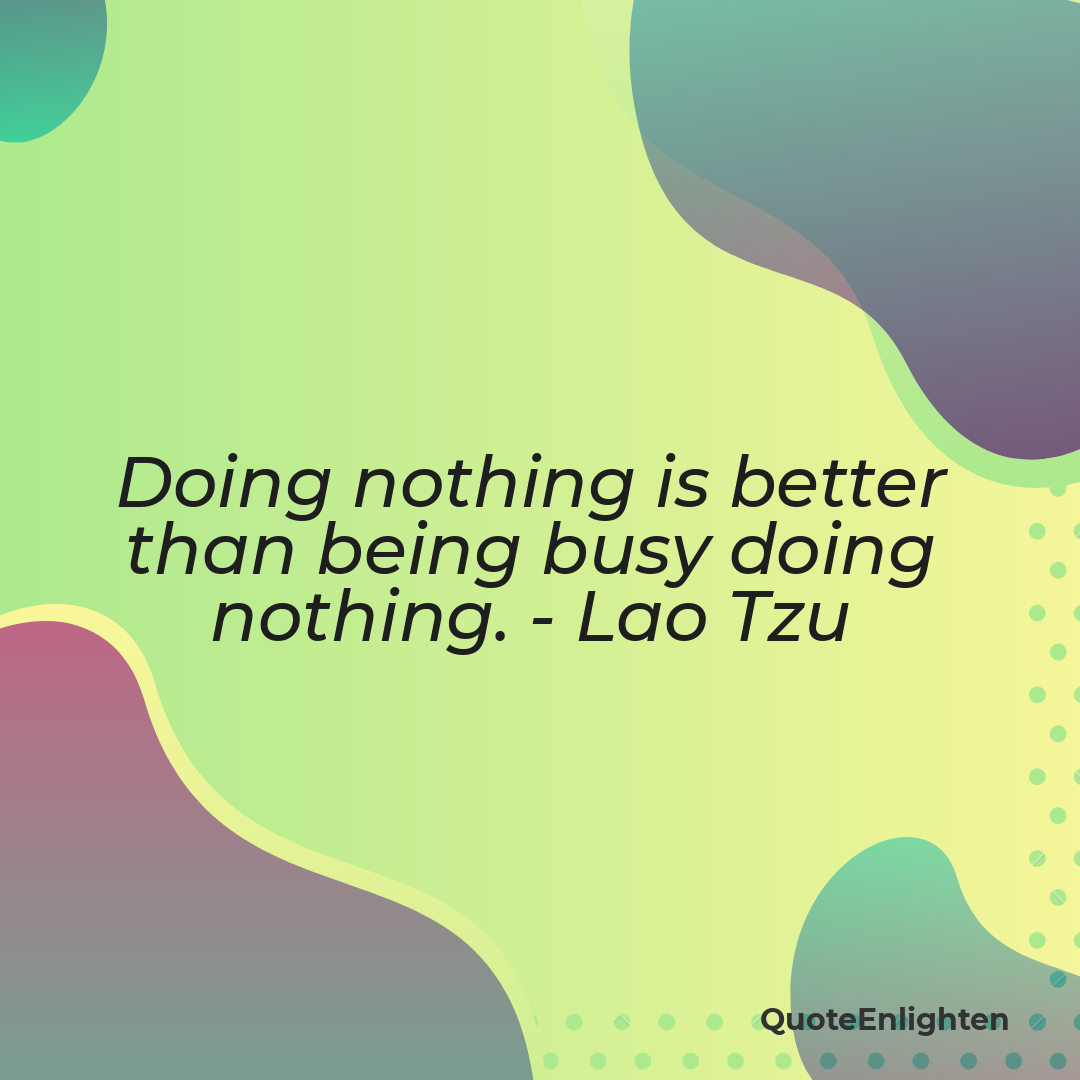 Doing nothing is better
than being busy doing
nothing. - Lao Tzu
QuoteEnlighten